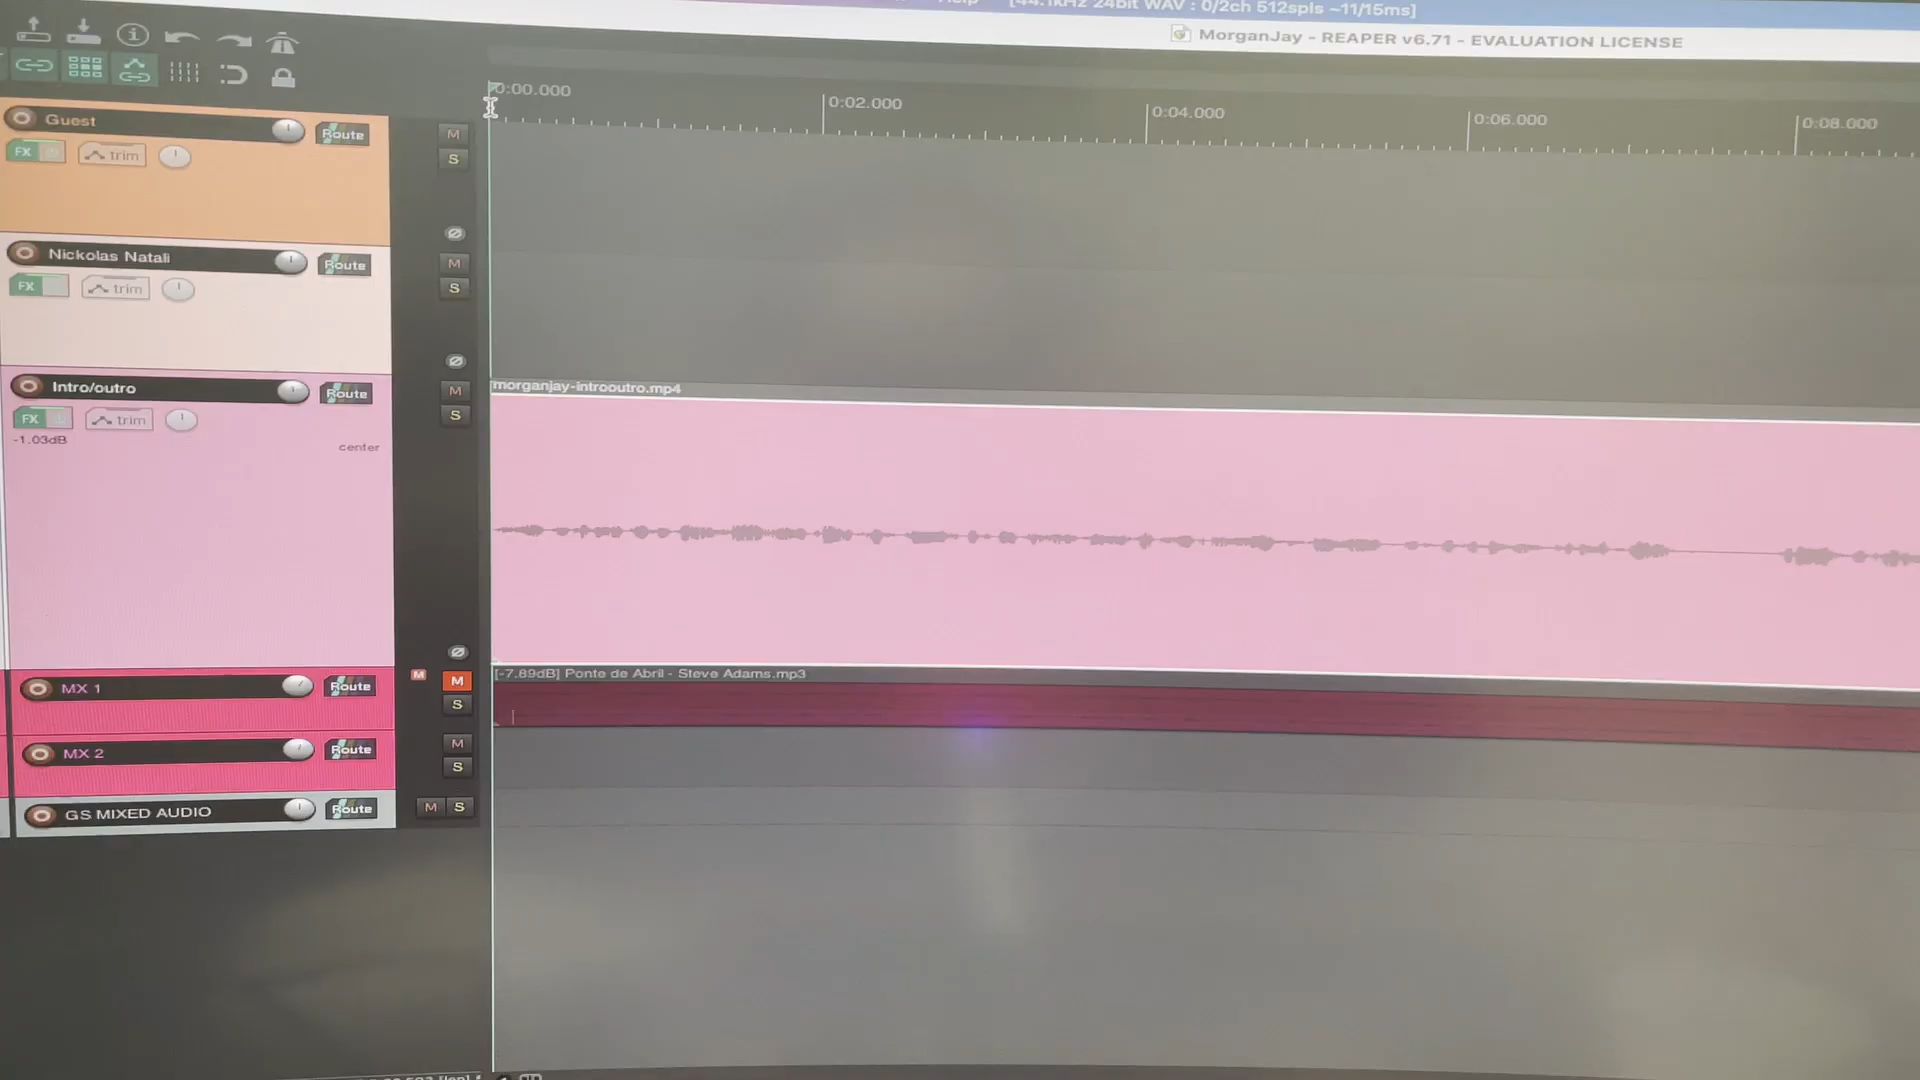 [44.1kHz 24bit WAV : 0/2ch 512spls ~11/15ms]
MorganJay - REAPER v6.71 - EVALUATION LICENSE
0:00.000
0:02.000
0:04.000
0:06.000
0:08.000
Guest
Route
M
FX
trim
S
Nickolas Natali
Route
M
FX
trim
S
Intro/outro
Route
M
morganjay-introoutro.mp4
FX
trim
S
-1.03dB
center
MX 1
Route
M
M
[-7.89dB] Ponte de Abril - Steve Adams.mp3
S
MX 2
Route
M
S
GS MIXED AUDIO
Route
M
S